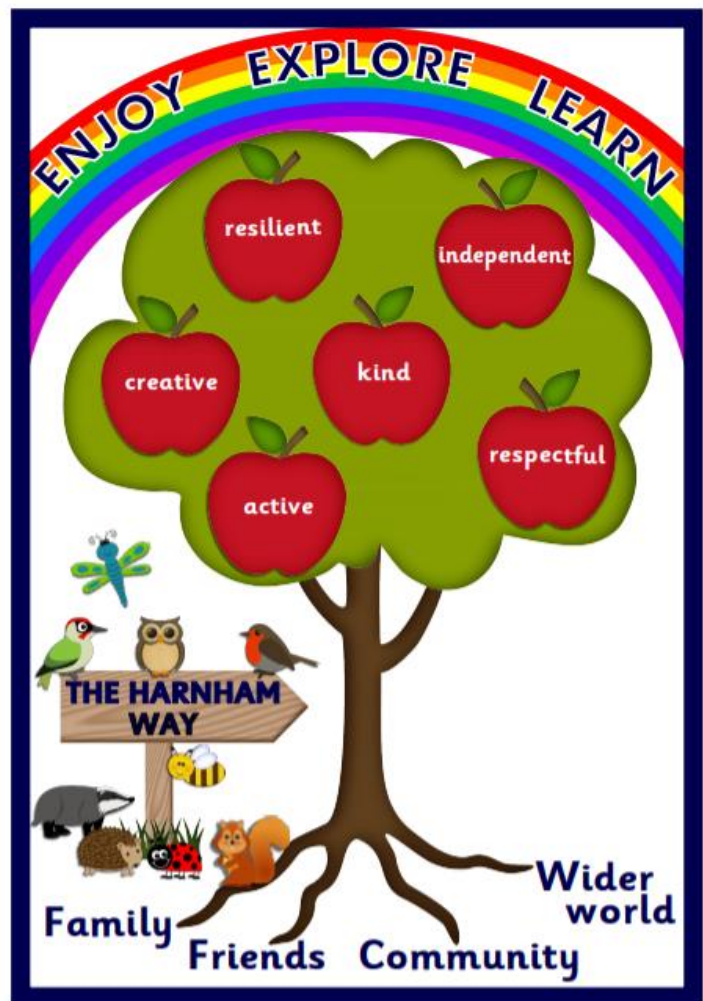 ENJOY EXPLORE LEARN
resilient
independent
creative
kind
respectful
active
THE HARNHAM
WAY
Wider
world
Family
Friends Community